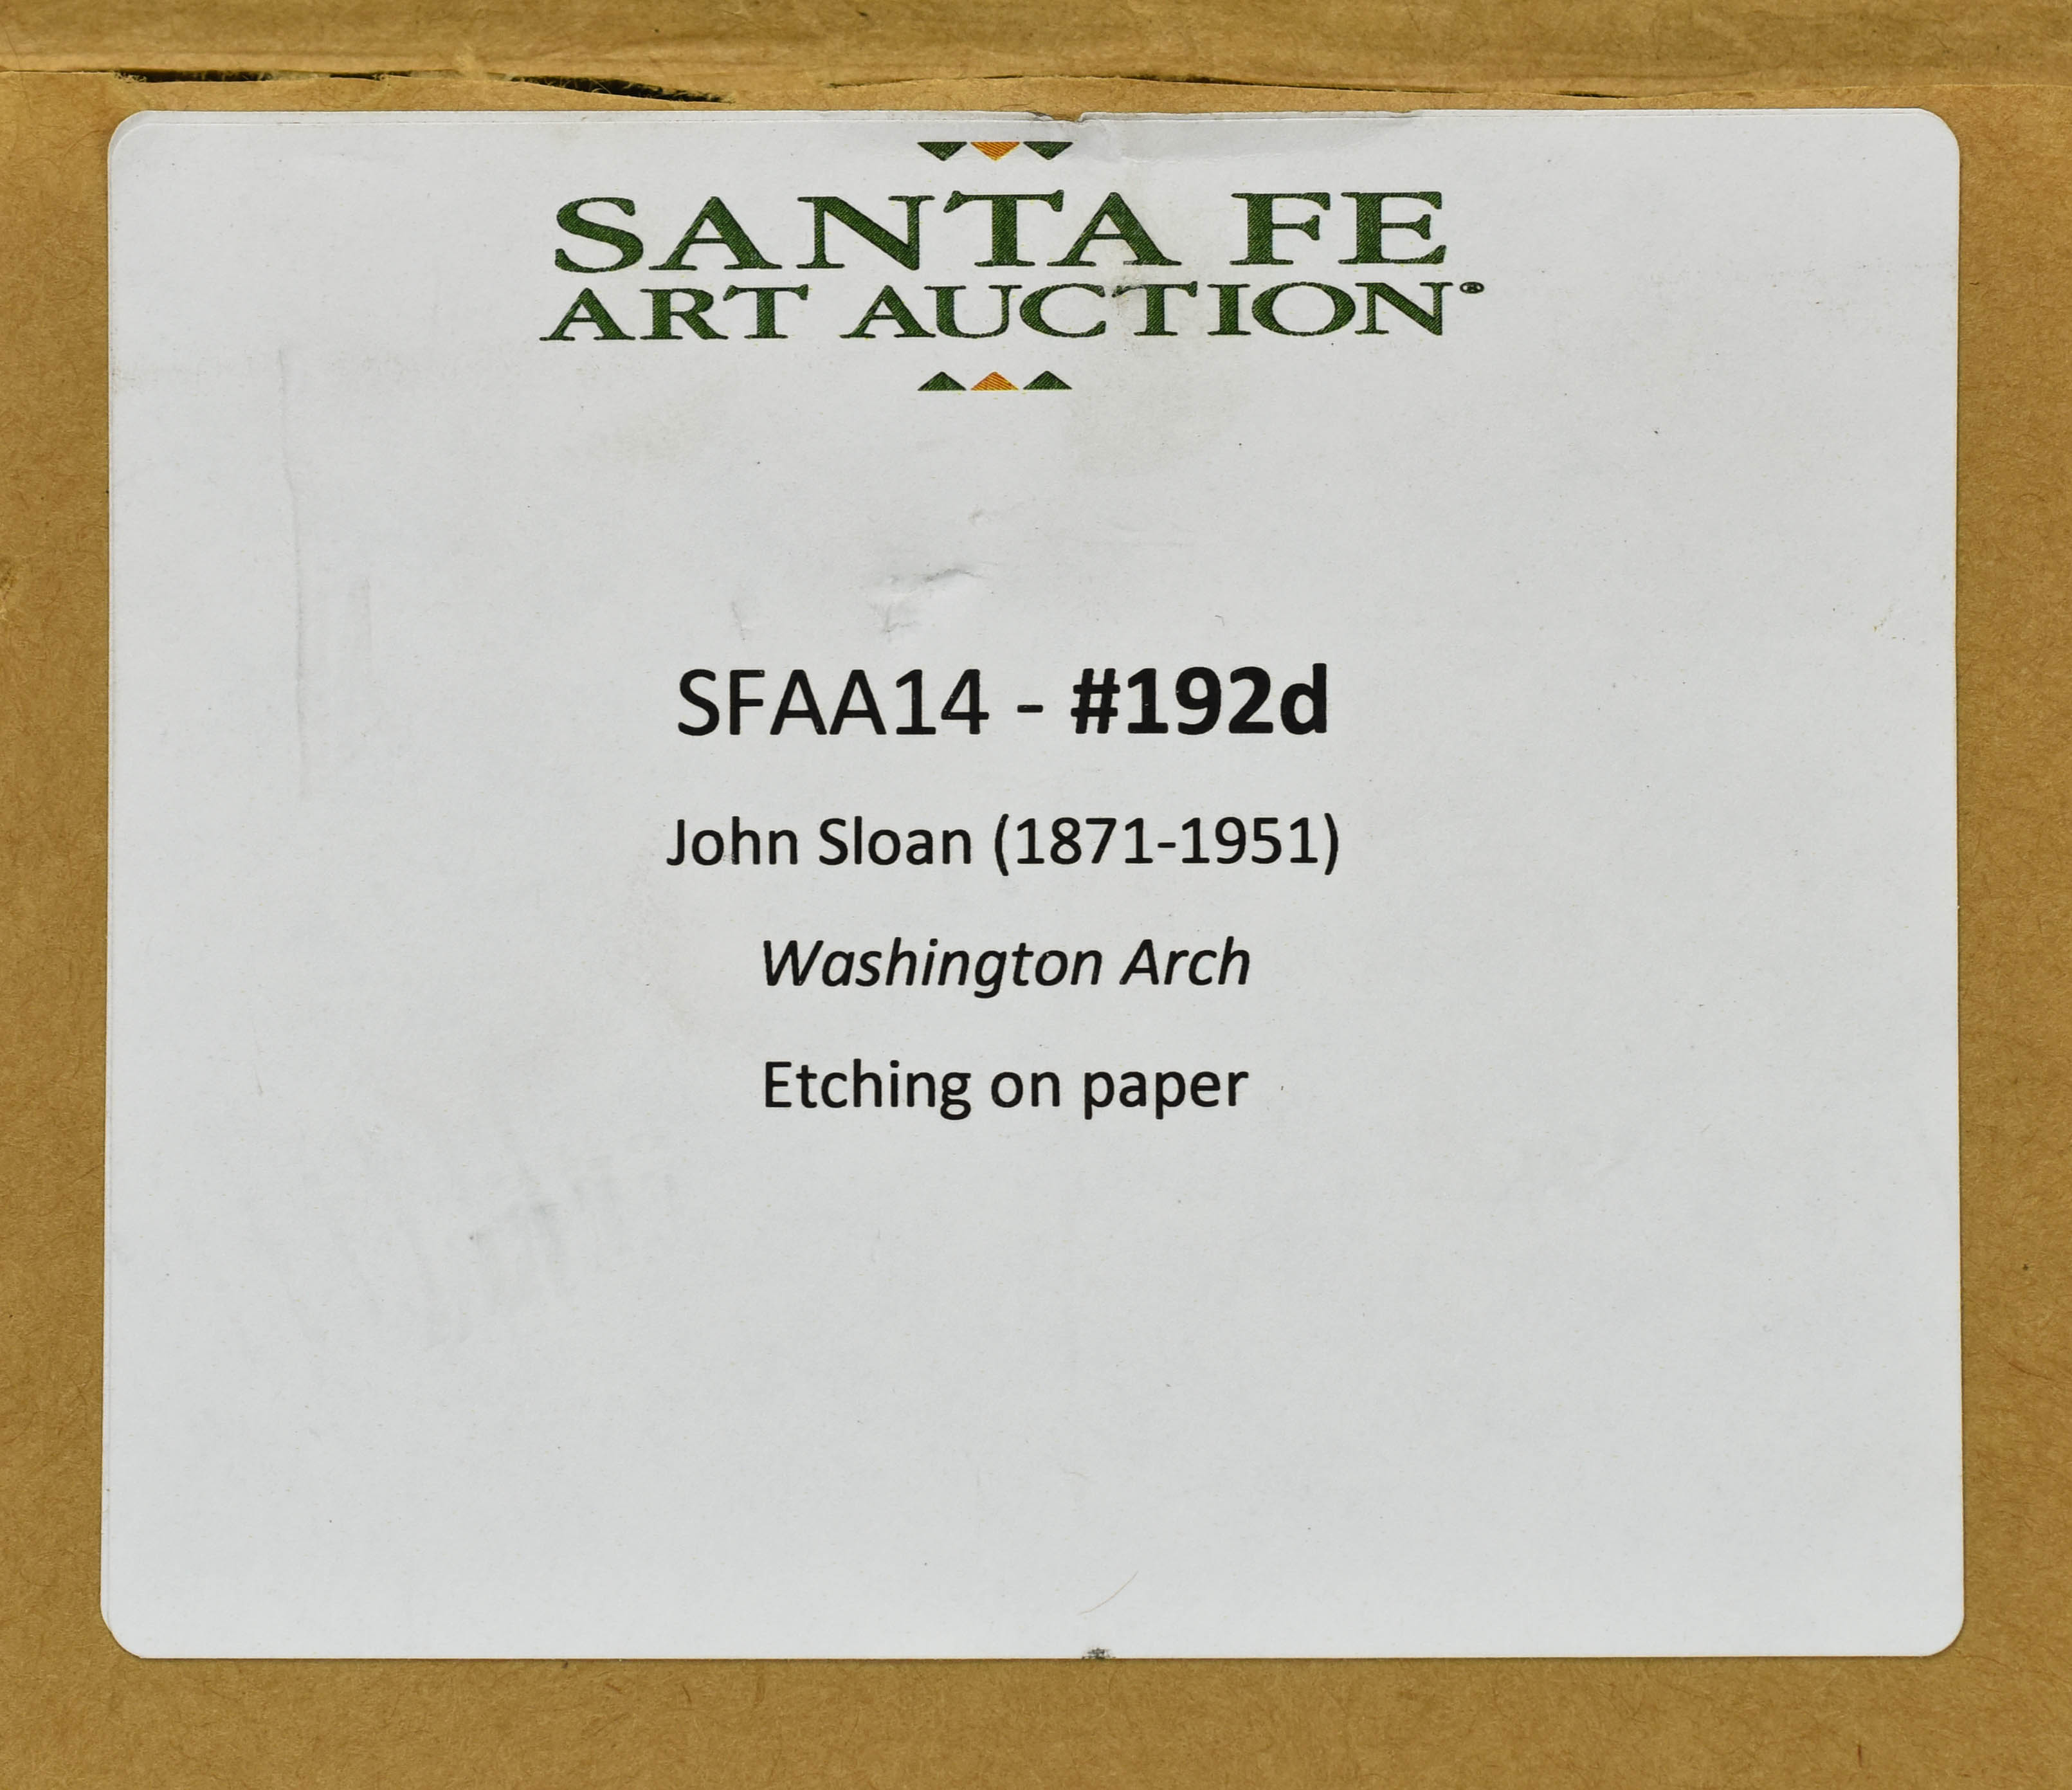 SANTA FE
ART AUCTION®
SFAA14 - #192d
John Sloan (1871-1951)
Washington Arch
Etching on paper